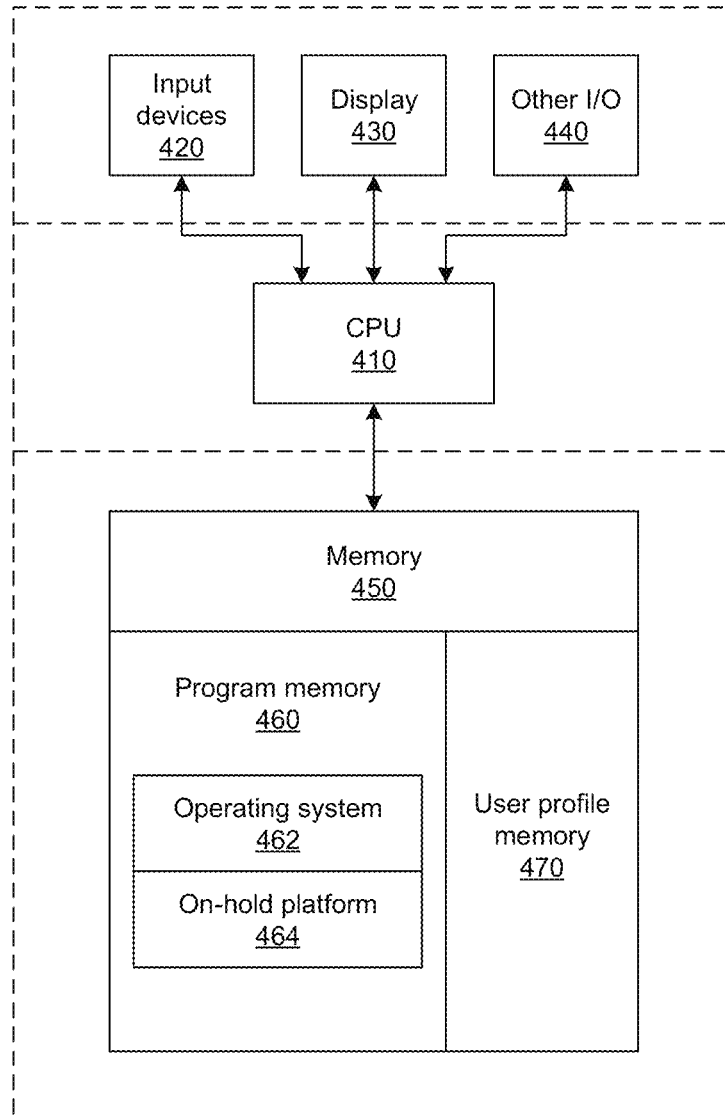 Input
devices
420
Display
430
Other I/O
440
CPU
410
Memory
450
Program memory
460
Operating system
462
On-hold platform
464
User profile
memory
470